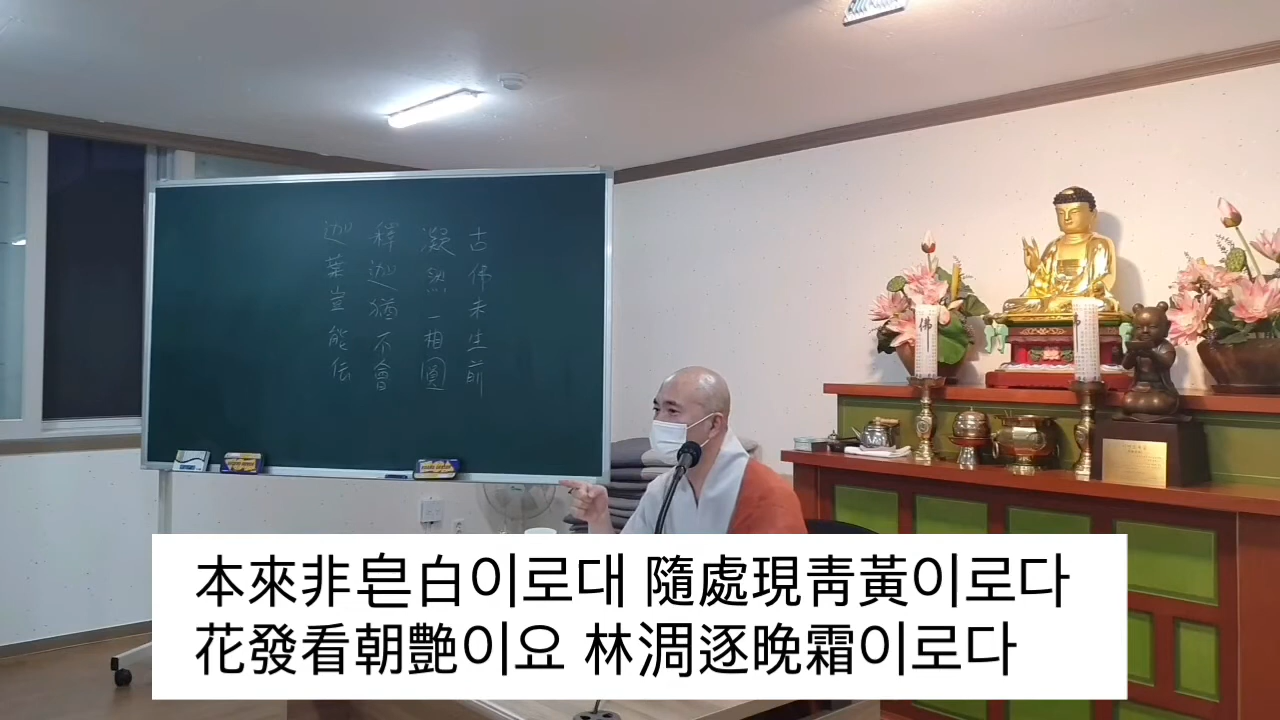 古佛未生前
凝然一相圓
釋迦猶不會
迦葉豈能伝
佛
本來非皂白이로대 隨處現靑黃이로다
花發看朝艶이요 林凋逐晩霜이로다